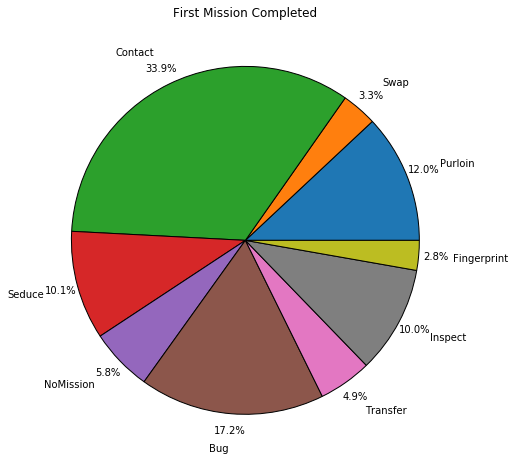 First Mission Completed
Contact
33.9%
Swap
3.3%
Purloin
12.0%
Fingerprint
2.8%
Seduce
10.1%
Inspect
10.0%
NoMission
5.8%
Transfer
4.9%
Bug
17.2%